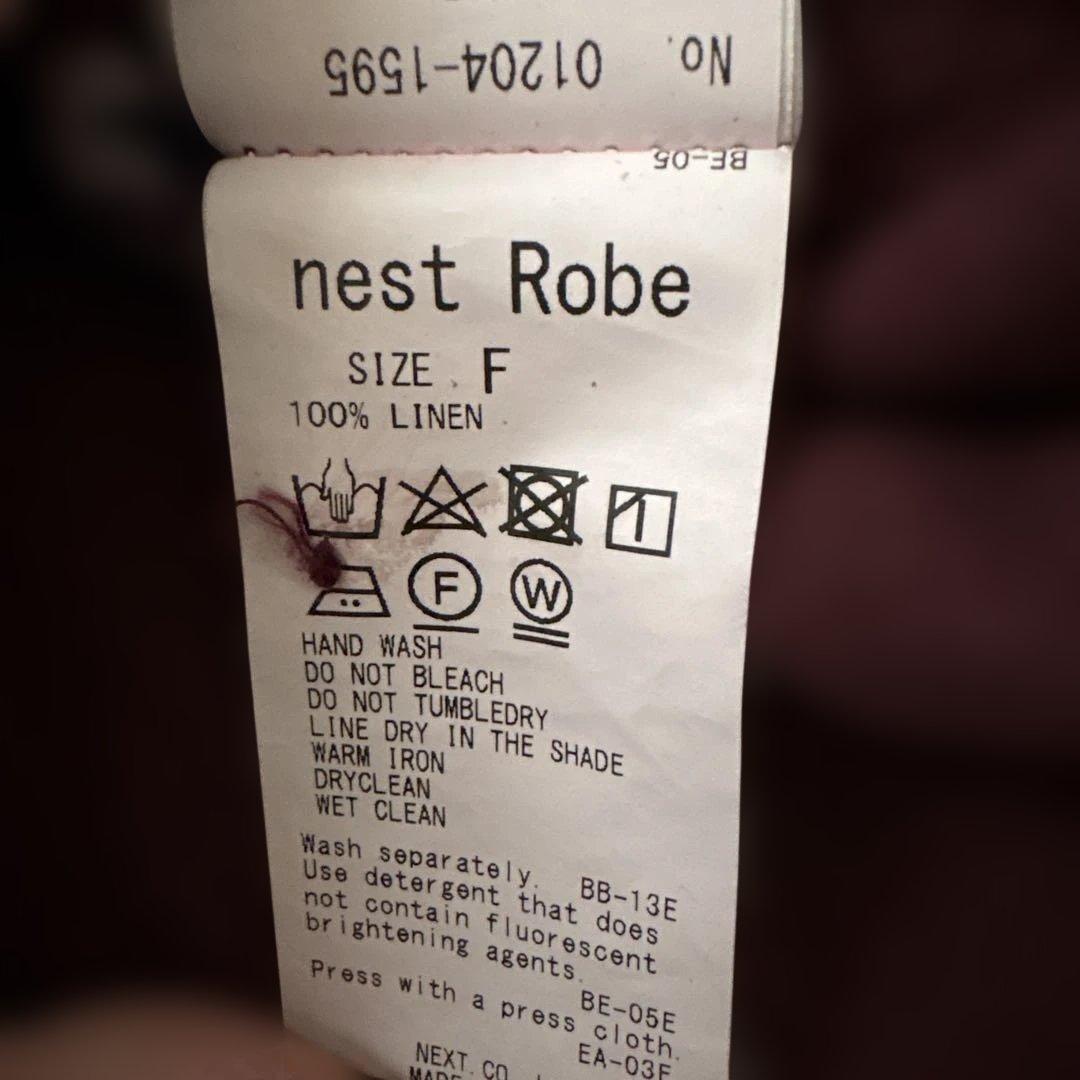 No. 01204-1595
BE-05
nest Robe
SIZE F
100% LINEN
F W
HAND WASH
DO NOT BLEACH
DO NOT TUMBLEDRY
LINE DRY IN THE SHADE
WARM IRON
DRYCLEAN
WET CLEAN
Wash separately. BB-13E
Use detergent that does
not contain fluorescent
brightening agents.
BE-05E
Press with a press cloth.
EA-03E
NEXT. CO.
MADE